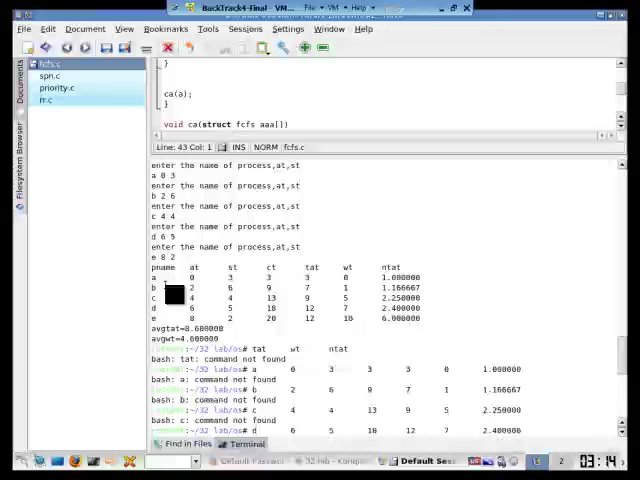 BackTrack4-Final - VM... File VM Help
File Edit Document View Bookmarks Tools Sessions Settings Window Help
Documents
Filesystem Browser
fcfs.c
spn.c
priority.c
rr.c
}
ca(a);
}
void ca(struct fcfs aaa[])
Line: 43 Col: 1 INS NORM fcfs.c
enter the name of process,at,st
a 0 3
enter the name of process,at,st
b 2 6
enter the name of process,at,st
c 4 4
enter the name of process,at,st
d 6 5
enter the name of process,at,st
e 8 2
pname at st ct tat wt ntat
a 0 3 3 3 0 1.000000
b 2 6 9 7 1 1.166667
c 4 4 13 9 5 2.250000
d 6 5 18 12 7 2.400000
e 8 2 20 12 10 6.000000
avgtat=8.600000
avgwt=4.600000
:~/32 lab/os# tat wt ntat
bash: tat: command not found
:~/32 lab/os# a 0 3 3 3 0 1.000000
bash: a: command not found
:~/32 lab/os# b 2 6 9 7 1 1.166667
bash: b: command not found
:~/32 lab/os# c 4 4 13 9 5 2.250000
bash: c: command not found
:~/32 lab/os# d 6 5 18 12 7 2.400000
Find in Files Terminal
Default Passwor 32 lab - Konque Default Ses... 1 2 03:14